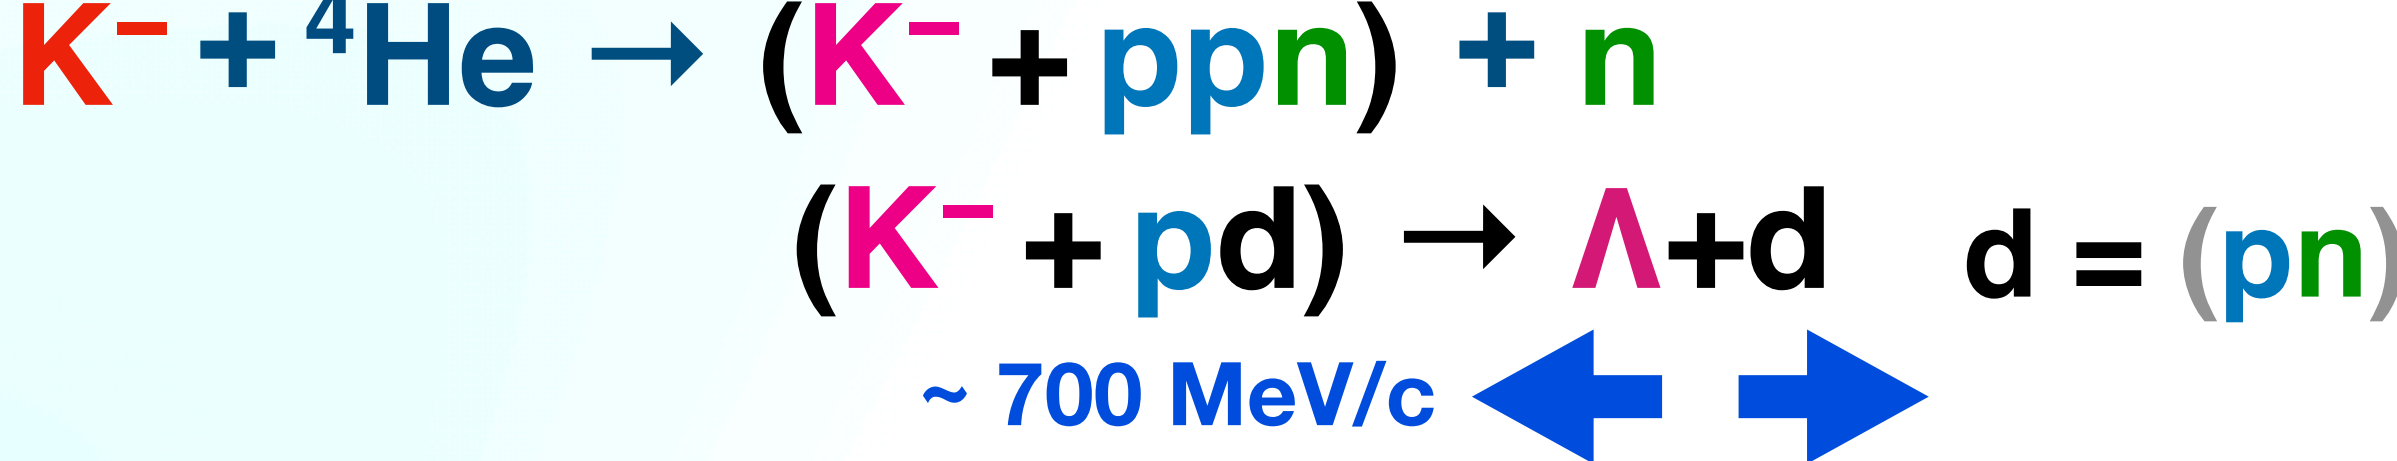 K⁻ + ⁴He → (K⁻ + ppn) + n
(K⁻ + pd) → Λ+d d = (pn)
~ 700 MeV/c